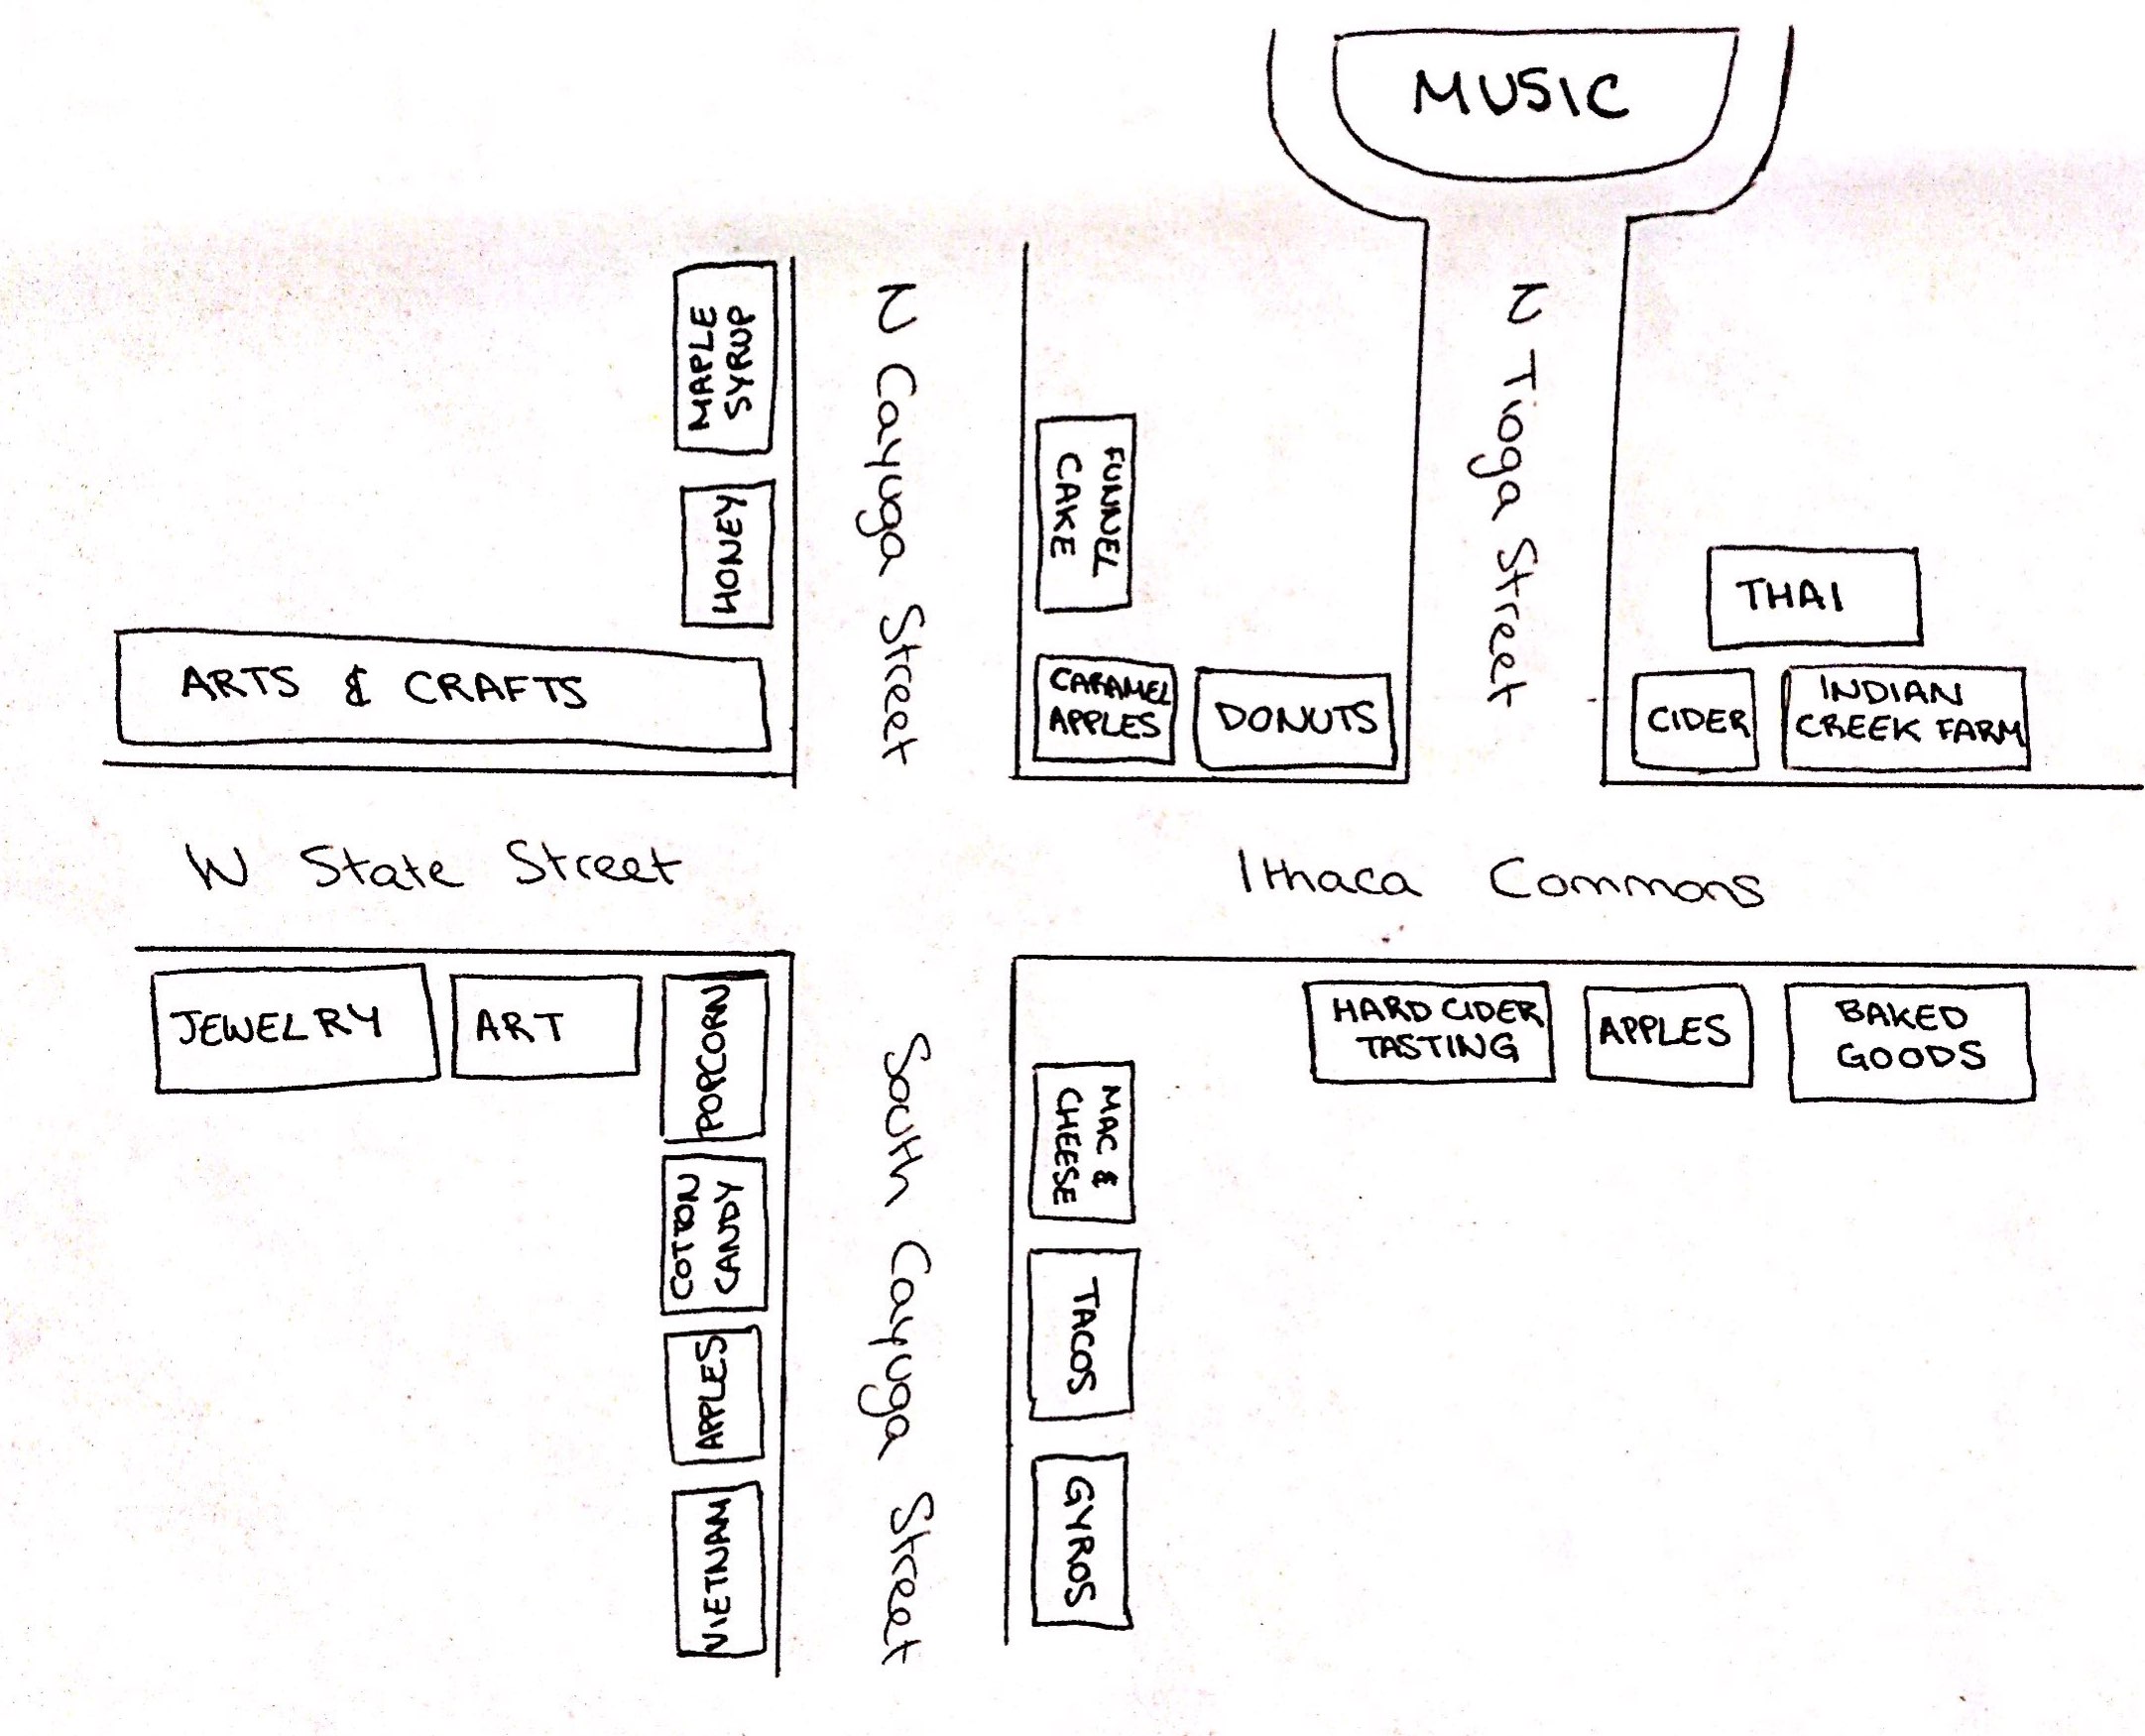 MUSIC
MAPLE
SYRUP
HONEY
ARTS & CRAFTS
N Cayuga Street
FUNNEL
CAKE
CARAMEL
APPLES
DONUTS
N Tioga Street
THAI
CIDER
INDIAN
CREEK FARM
W State Street
Ithaca Commons
JEWELRY
ART
POPCORN
COTTON
CANDY
APPLES
VIETNAM
South Cayuga Street
MAC &
CHEESE
TACOS
GYROS
HARD CIDER
TASTING
APPLES
BAKED
GOODS